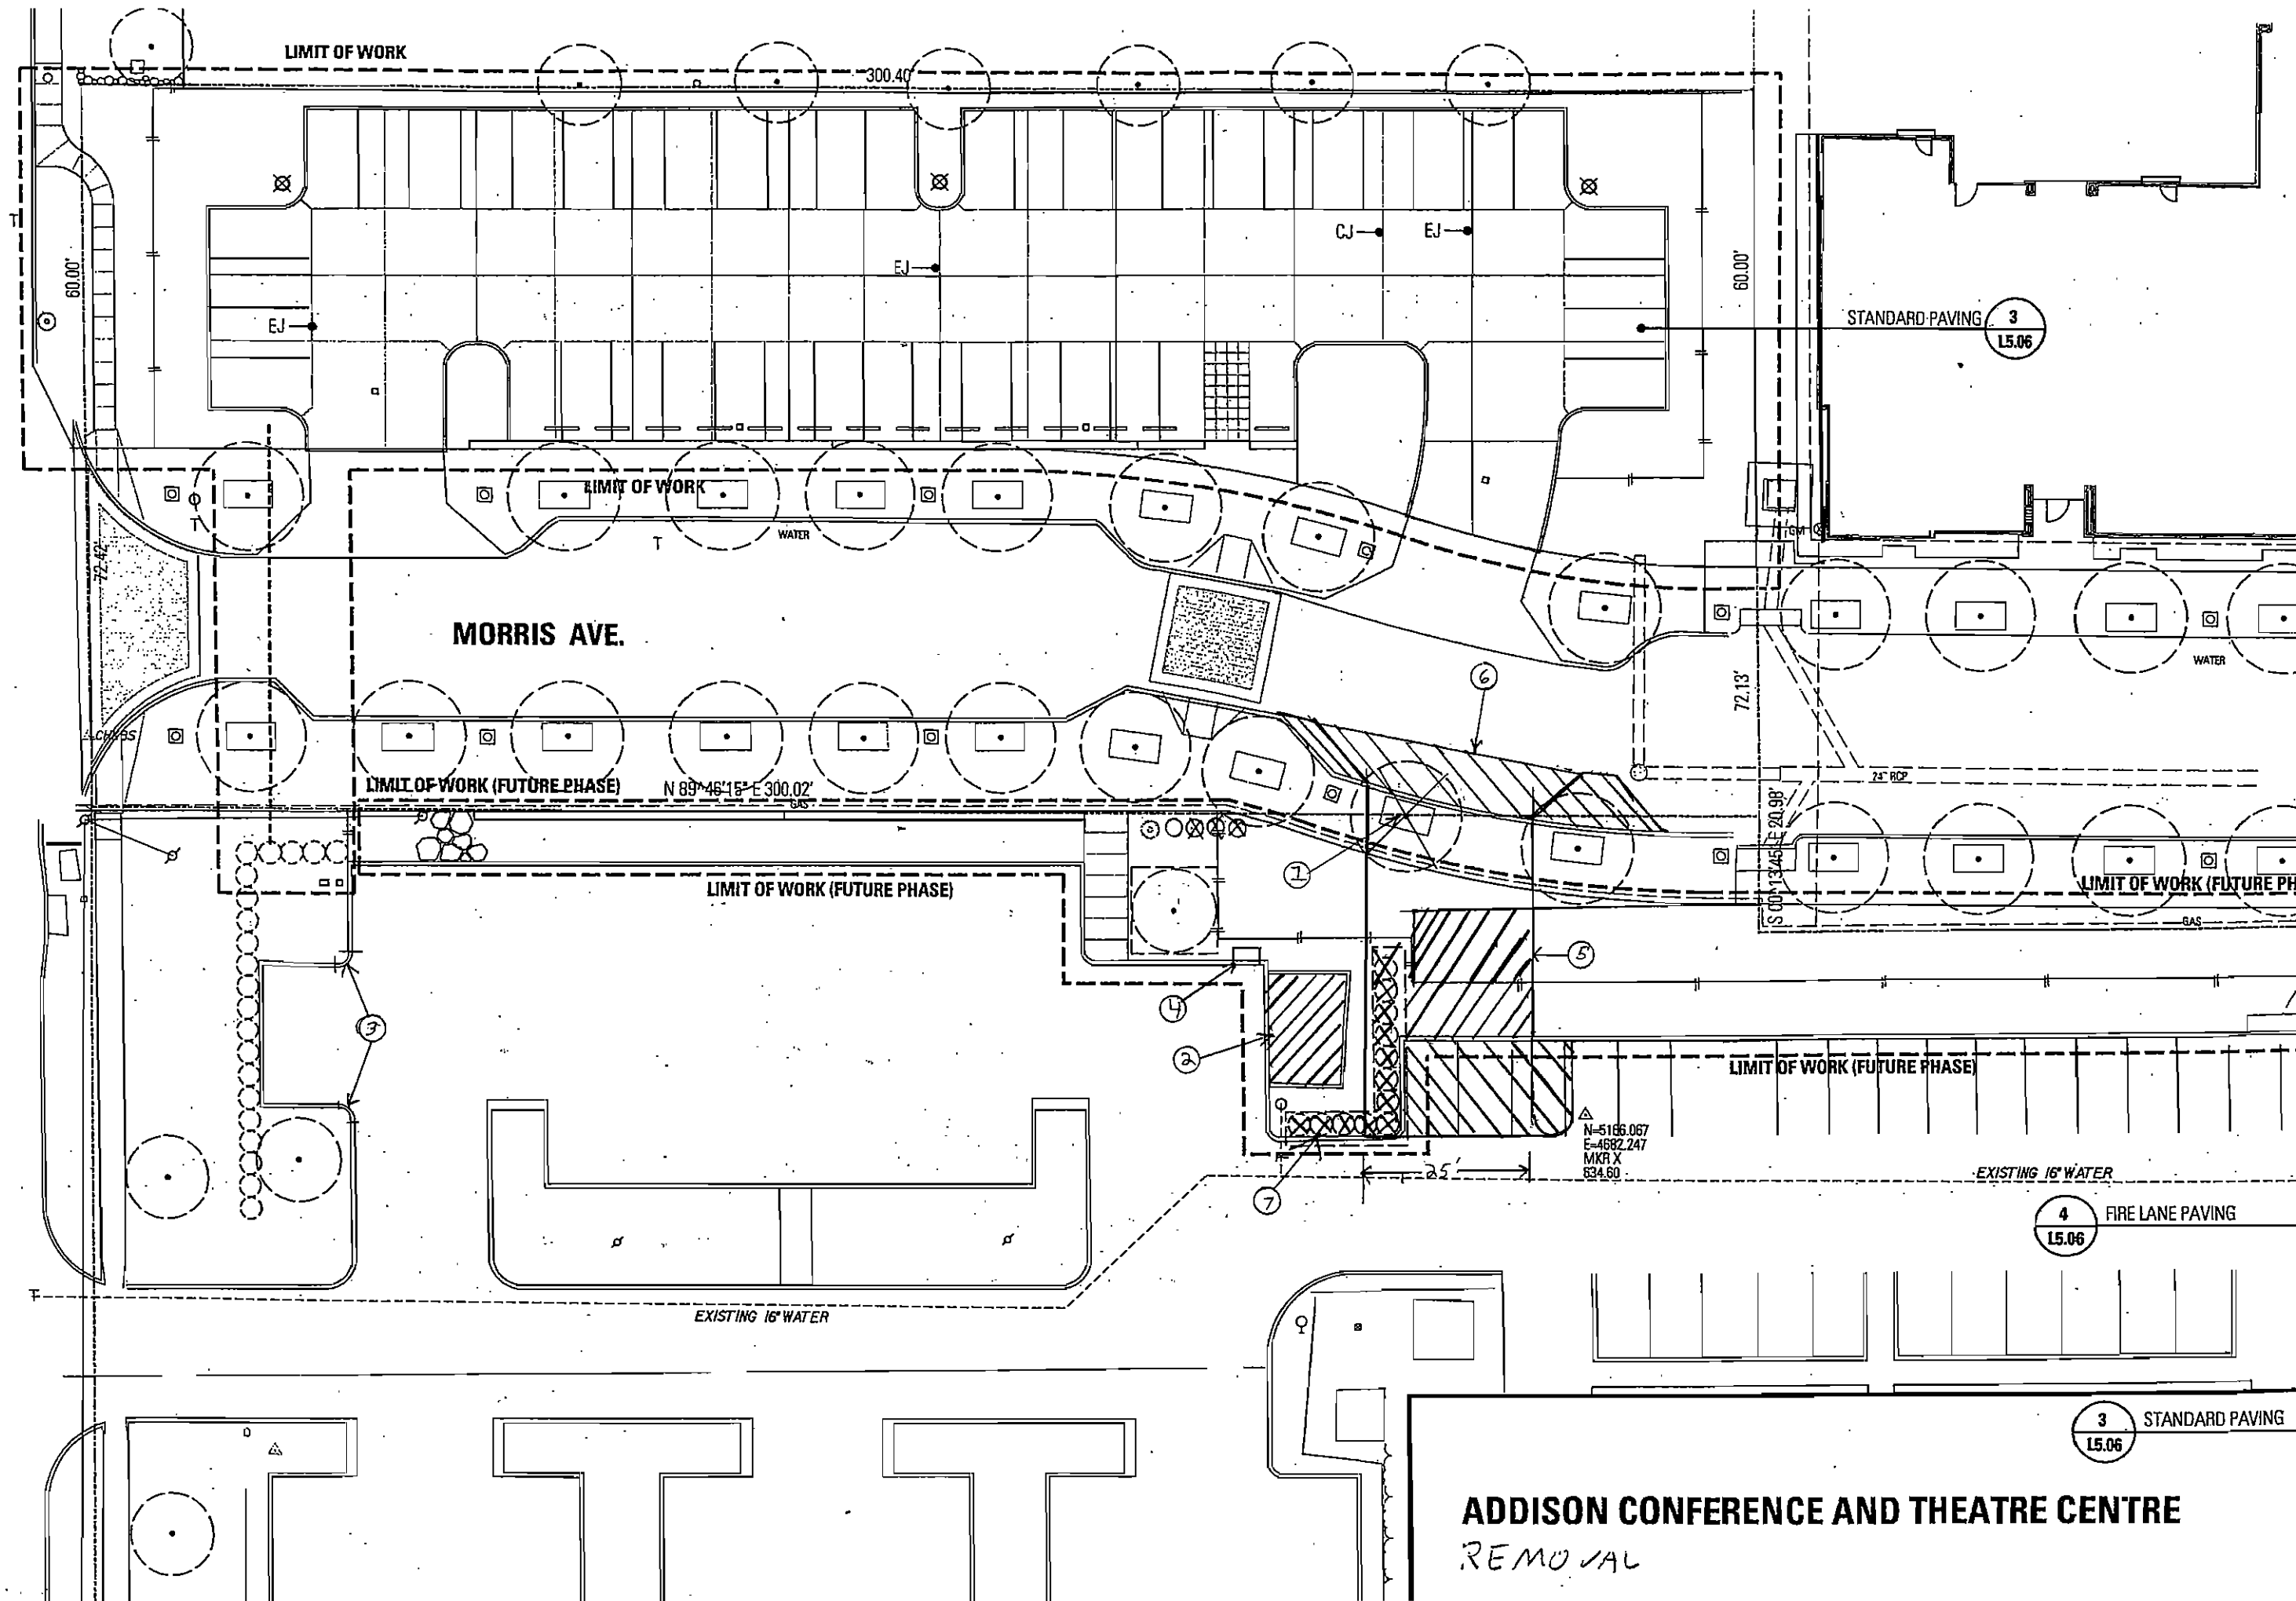 LIMIT OF WORK
300.40'
T
60.00'
CJ
EJ
EJ
EJ
60.00'
STANDARD PAVING
3
L5.06
LIMIT OF WORK
T
T
WATER
GM
72.42'
MORRIS AVE.
6
WATER
72.13'
24" RCP
LIMIT OF WORK (FUTURE PHASE)
N 89°46'15" E 300.02'
GAS
1
S 00°13'45" E 20.98'
LIMIT OF WORK (FUTURE PHASE)
LIMIT OF WORK (FUTURE PH
GAS
5
4
3
2
LIMIT OF WORK (FUTURE PHASE)
N=5166.067
E=4682.247
MKR X
634.60
25'
7
EXISTING 16" WATER
4
L5.06
FIRE LANE PAVING
T
EXISTING 16" WATER
3
L5.06
STANDARD PAVING
ADDISON CONFERENCE AND THEATRE CENTRE
REMOVAL